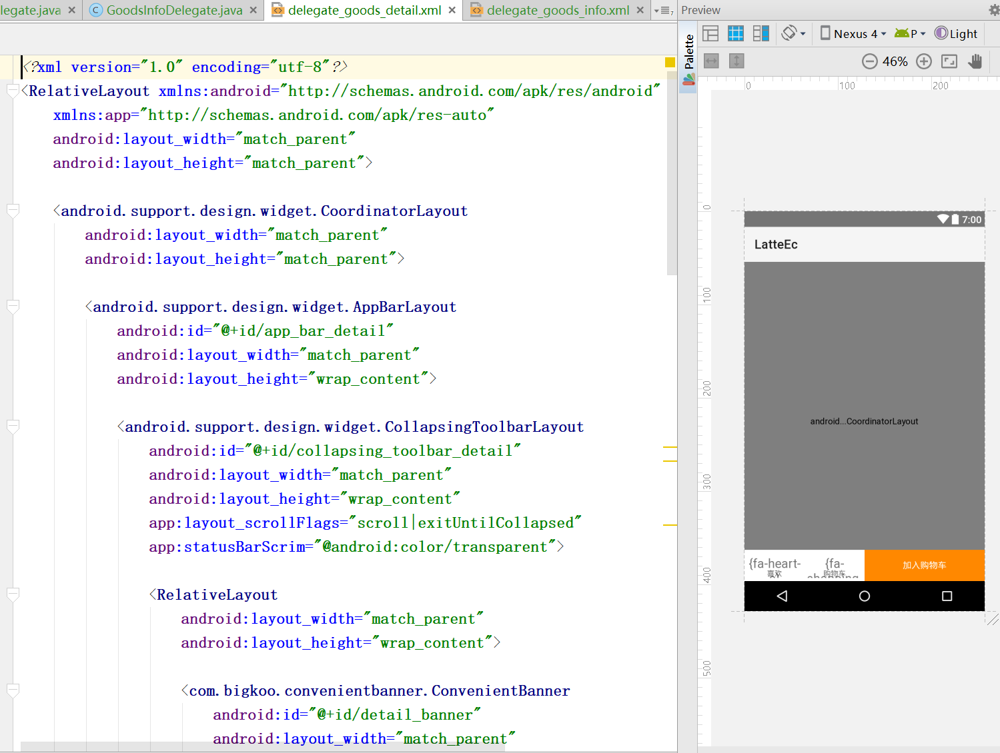 legate.java
GoodsInfoDelegate.java
delegate_goods_detail.xml
delegate_goods_info.xml
7
<?xml version="1.0" encoding="utf-8"?>
<RelativeLayout xmlns:android="http://schemas.android.com/apk/res/android"
xmlns:app="http://schemas.android.com/apk/res-auto"
android:layout_width="match_parent"
android:layout_height="match_parent">
<android.support.design.widget.CoordinatorLayout
android:layout_width="match_parent"
android:layout_height="match_parent">
<android.support.design.widget.AppBarLayout
android:id="@+id/app_bar_detail"
android:layout_width="match_parent"
android:layout_height="wrap_content">
<android.support.design.widget.CollapsingToolbarLayout
android:id="@+id/collapsing_toolbar_detail"
android:layout_width="match_parent"
android:layout_height="wrap_content"
app:layout_scrollFlags="scroll|exitUntilCollapsed"
app:statusBarScrim="@android:color/transparent">
<RelativeLayout
android:layout_width="match_parent"
android:layout_height="wrap_content">
<com.bigkoo.convenientbanner.ConvenientBanner
android:id="@+id/detail_banner"
android:layout_width="match_parent"
Preview
Palette
Nexus 4
P
Light
46%
0
100
200
0
100
200
300
400
500
7:00
LatteEc
android...CoordinatorLayout
{fa-heart-
喜欢
{fa-
购物车
加入购物车